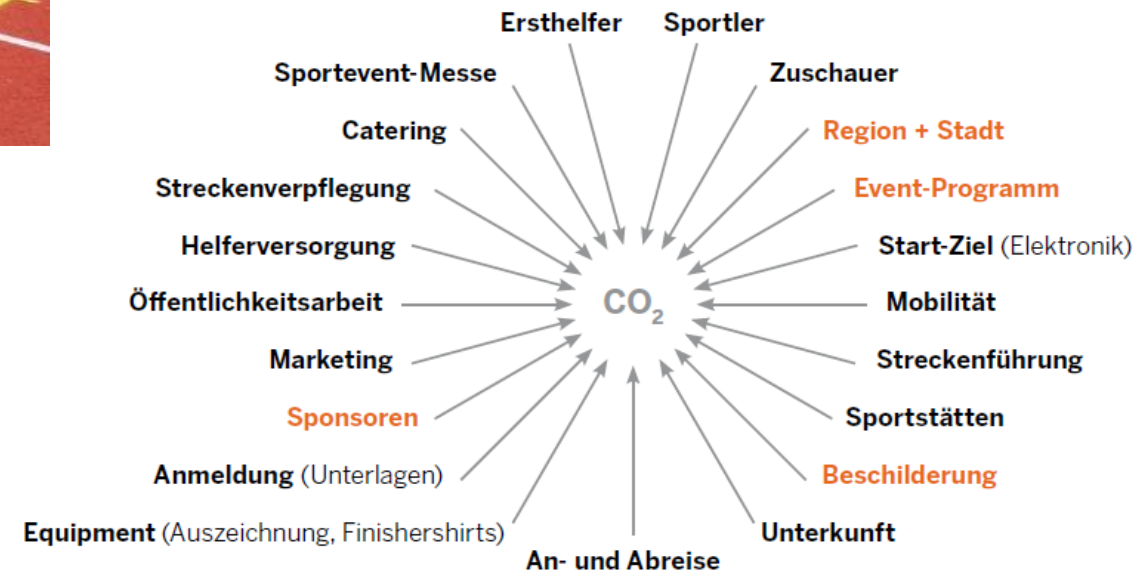 Ersthelfer Sportler
Sportevent-Messe Zuschauer
Catering Region + Stadt
Streckenverpflegung Event-Programm
Helferversorgung Start-Ziel (Elektronik)
Öffentlichkeitsarbeit CO₂ Mobilität
Marketing Streckenführung
Sponsoren Sportstätten
Anmeldung (Unterlagen) Beschilderung
Equipment (Auszeichnung, Finishershirts) Unterkunft
An- und Abreise